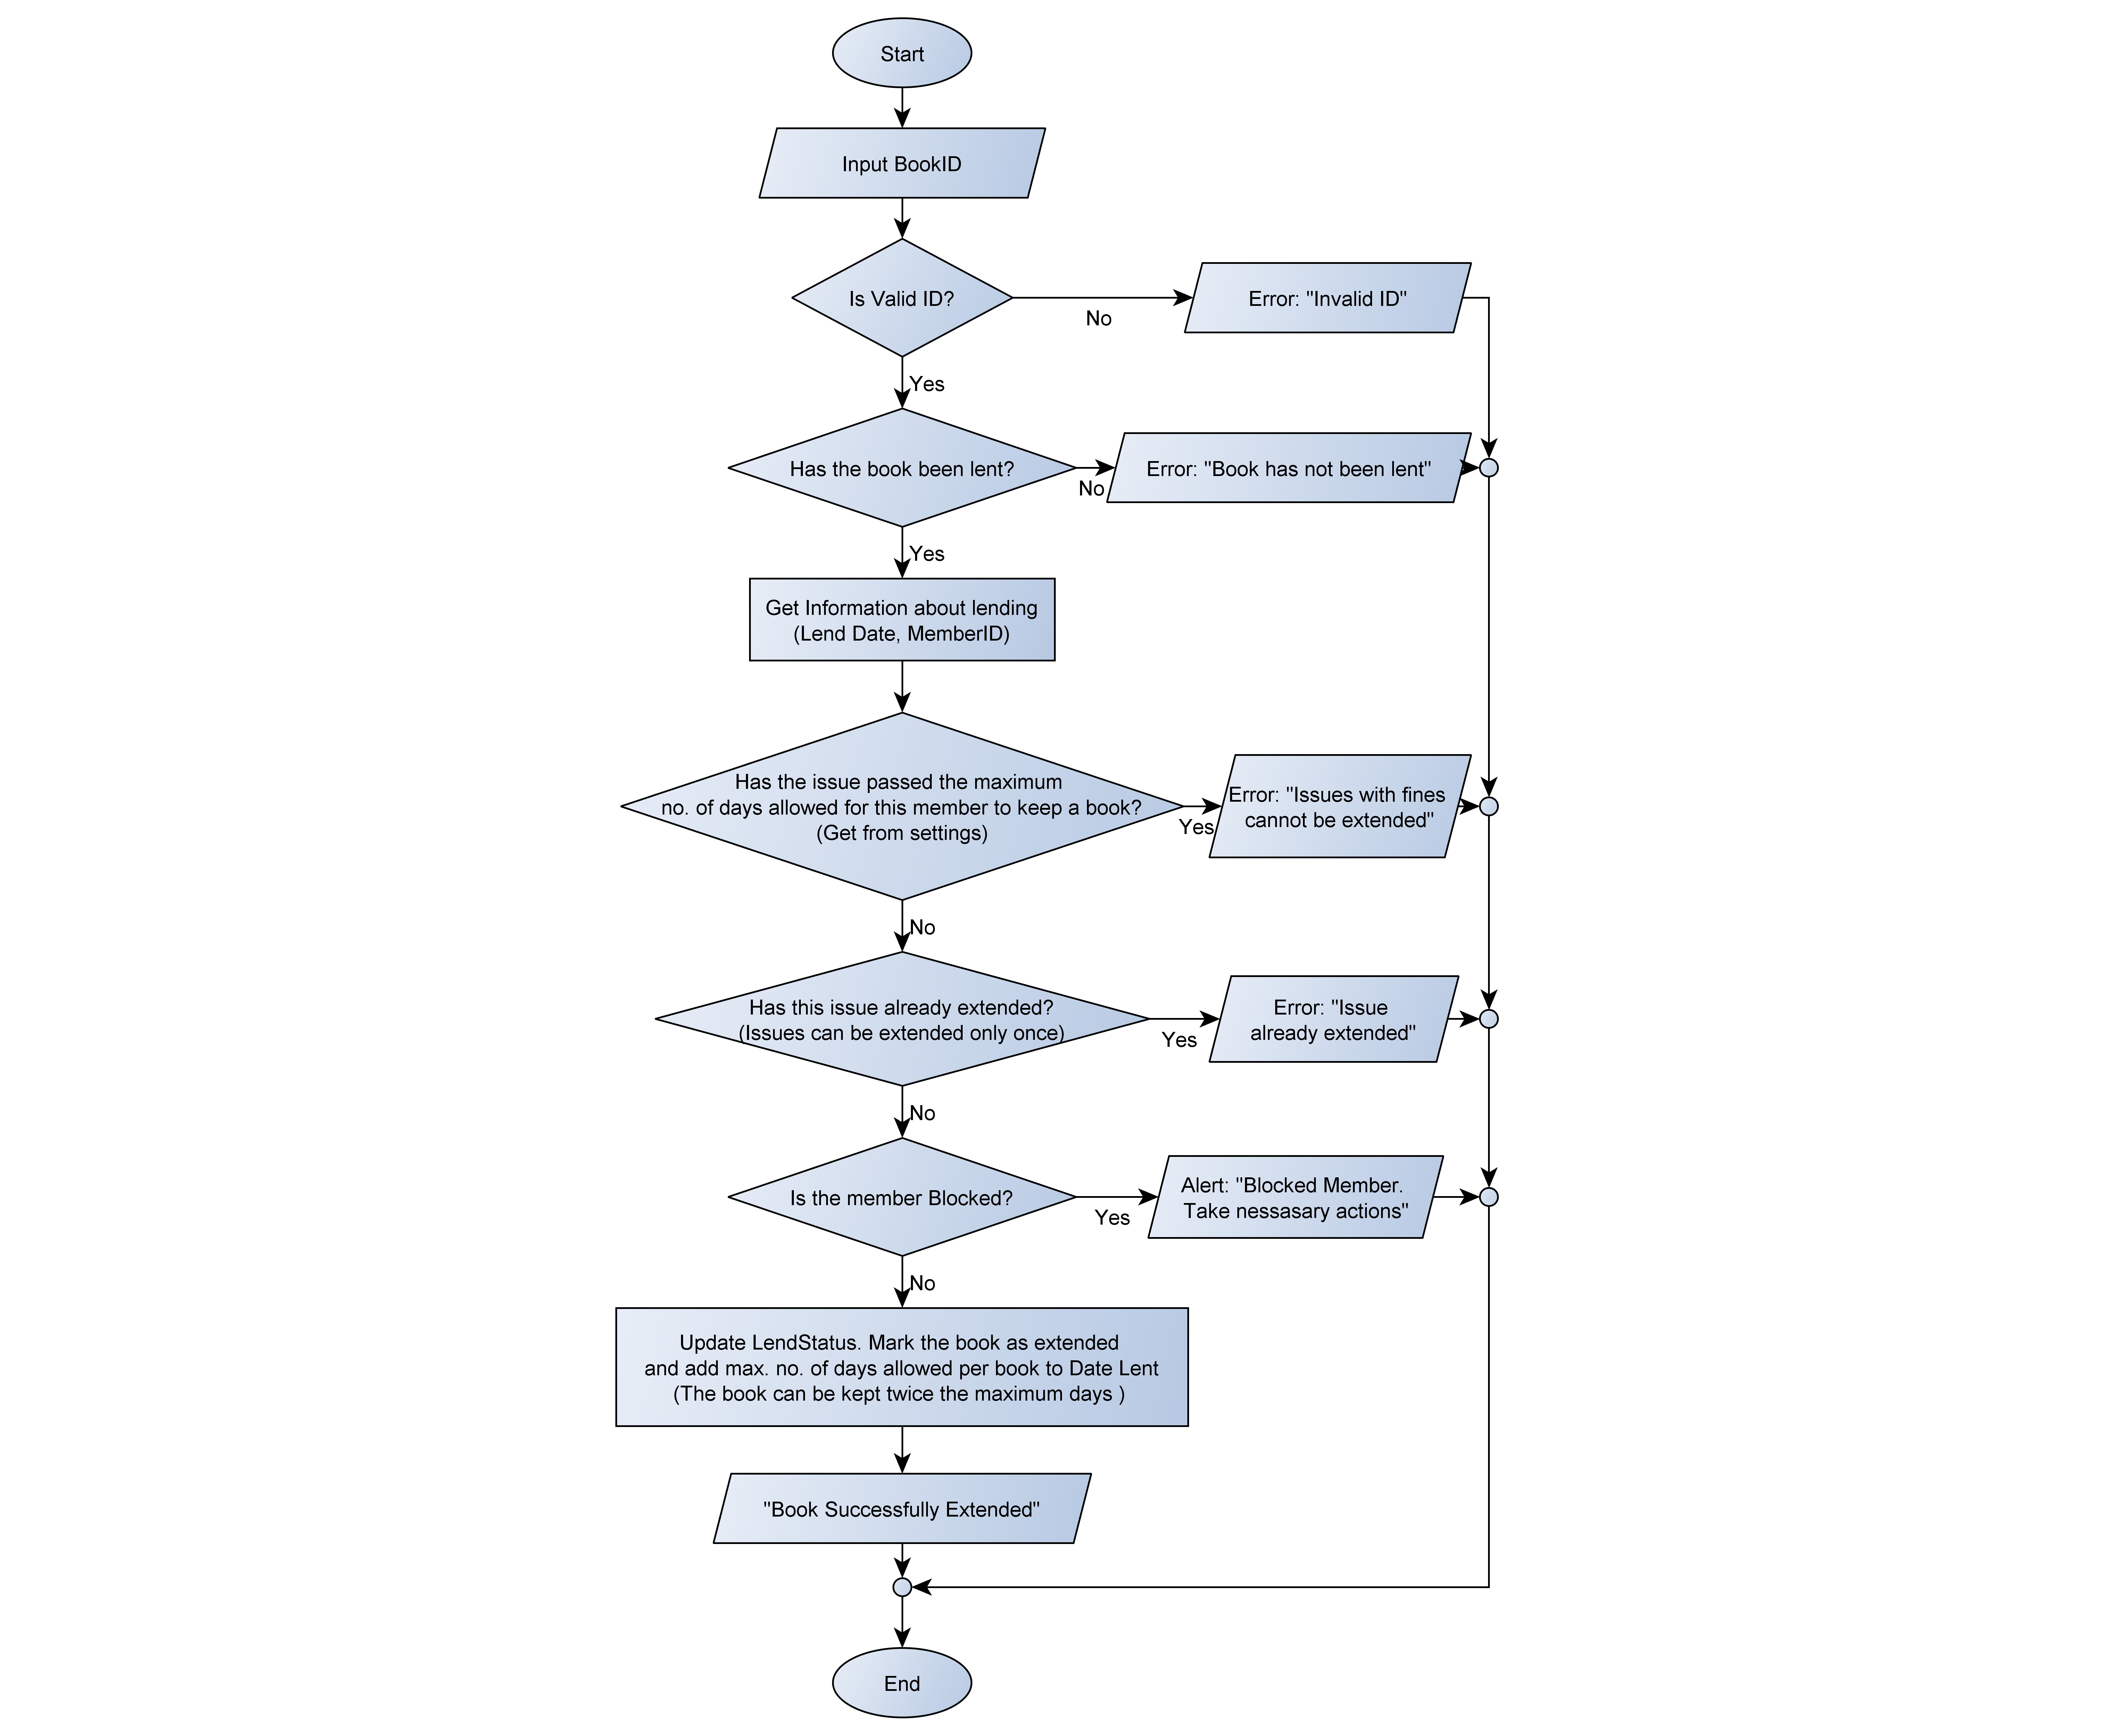 Start
Input BookID
Is Valid ID?
No
Error: "Invalid ID"
Yes
Has the book been lent?
No
Error: "Book has not been lent"
Yes
Get Information about lending
(Lend Date, MemberID)
Has the issue passed the maximum
no. of days allowed for this member to keep a book?
(Get from settings)
Yes
Error: "Issues with fines
cannot be extended"
No
Has this issue already extended?
(Issues can be extended only once)
Yes
Error: "Issue
already extended"
No
Is the member Blocked?
Yes
Alert: "Blocked Member.
Take nessasary actions"
No
Update LendStatus. Mark the book as extended
and add max. no. of days allowed per book to Date Lent
(The book can be kept twice the maximum days )
"Book Successfully Extended"
End